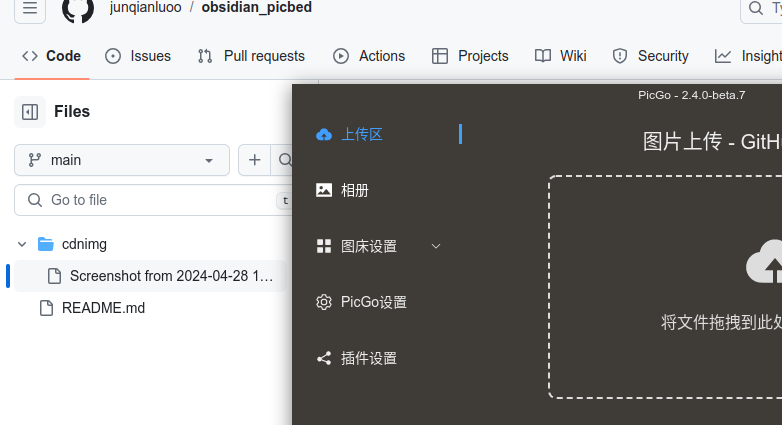 junqianluoo / obsidian_picbed
Ty
Code Issues Pull requests Actions Projects Wiki Security Insight
Files
main
Go to file t
cdnimg
Screenshot from 2024-04-28 1...
README.md
PicGo - 2.4.0-beta.7
上传区
相册
图床设置
PicGo设置
插件设置
图片上传 - GitH
将文件拖拽到此处